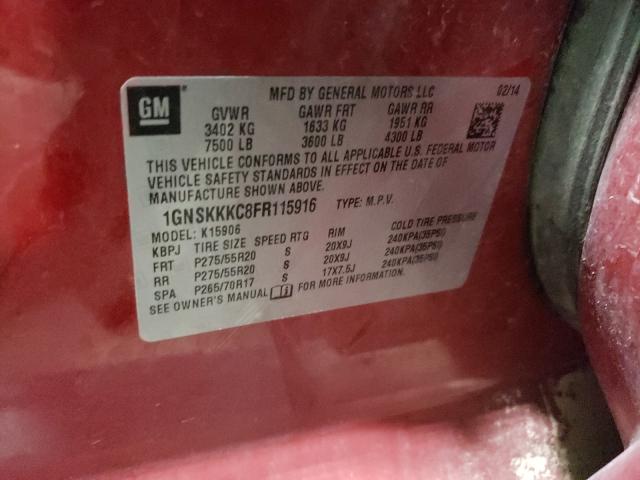 GM
MFD BY GENERAL MOTORS LLC 02/14
GVWR GAWR FRT GAWR RR
3402 KG 1633 KG 1951 KG
7500 LB 3600 LB 4300 LB
THIS VEHICLE CONFORMS TO ALL APPLICABLE U.S. FEDERAL MOTOR
VEHICLE SAFETY STANDARDS IN EFFECT ON THE DATE OF
MANUFACTURE SHOWN ABOVE.
1GNSKKKC8FR115916 TYPE: M.P.V.
MODEL: K15906
KBPJ TIRE SIZE SPEED RTG RIM COLD TIRE PRESSURE
FRT P275/55R20 S 20X9J 240KPA(35PSI)
RR P275/55R20 S 20X9J 240KPA(35PSI)
SPA P265/70R17 S 17X7.5J 240KPA(35PSI)
SEE OWNER'S MANUAL FOR MORE INFORMATION.